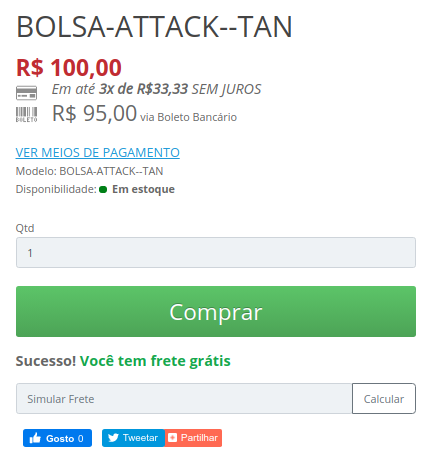 BOLSA-ATTACK--TAN
R$ 100,00
Em até 3x de R$33,33 SEM JUROS
BOLETO
R$ 95,00 via Boleto Bancário
VER MEIOS DE PAGAMENTO
Modelo: BOLSA-ATTACK--TAN
Disponibilidade: Em estoque
Qtd
1
Comprar
Sucesso! Você tem frete grátis
Simular Frete
Calcular
Gosto 0
Tweetar
Partilhar